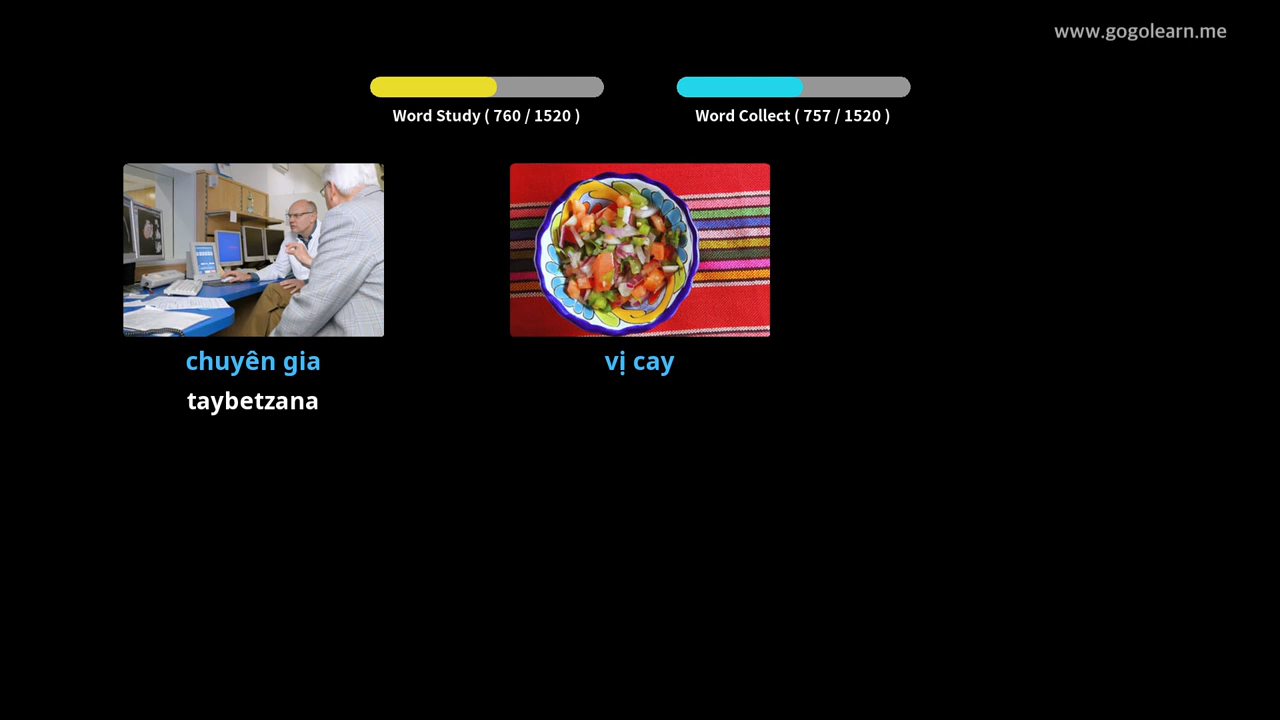 www.gogolearn.me
Word Study ( 760 / 1520 )
Word Collect ( 757 / 1520 )
chuyên gia
vị cay
taybetzana